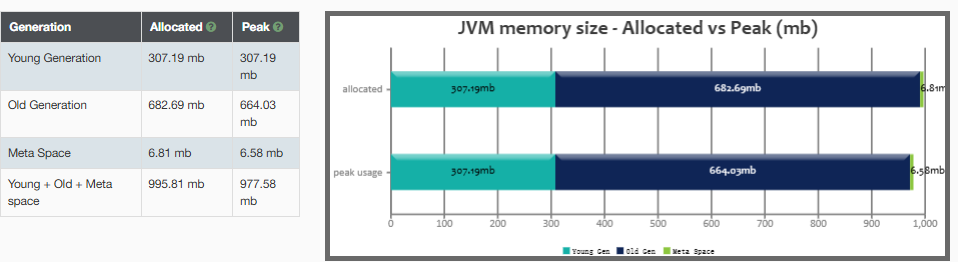 Generation Allocated ? Peak ?
Young Generation 307.19 mb 307.19
mb
Old Generation 682.69 mb 664.03
mb
Meta Space 6.81 mb 6.58 mb
Young + Old + Meta 995.81 mb 977.58
space mb
JVM memory size - Allocated vs Peak (mb)
allocated 307.19mb 682.69mb 6.81m
peak usage 307.19mb 664.03mb 6.58mb
0 100 200 300 400 500 600 700 800 900 1,000
Young Gen Old Gen Meta Space